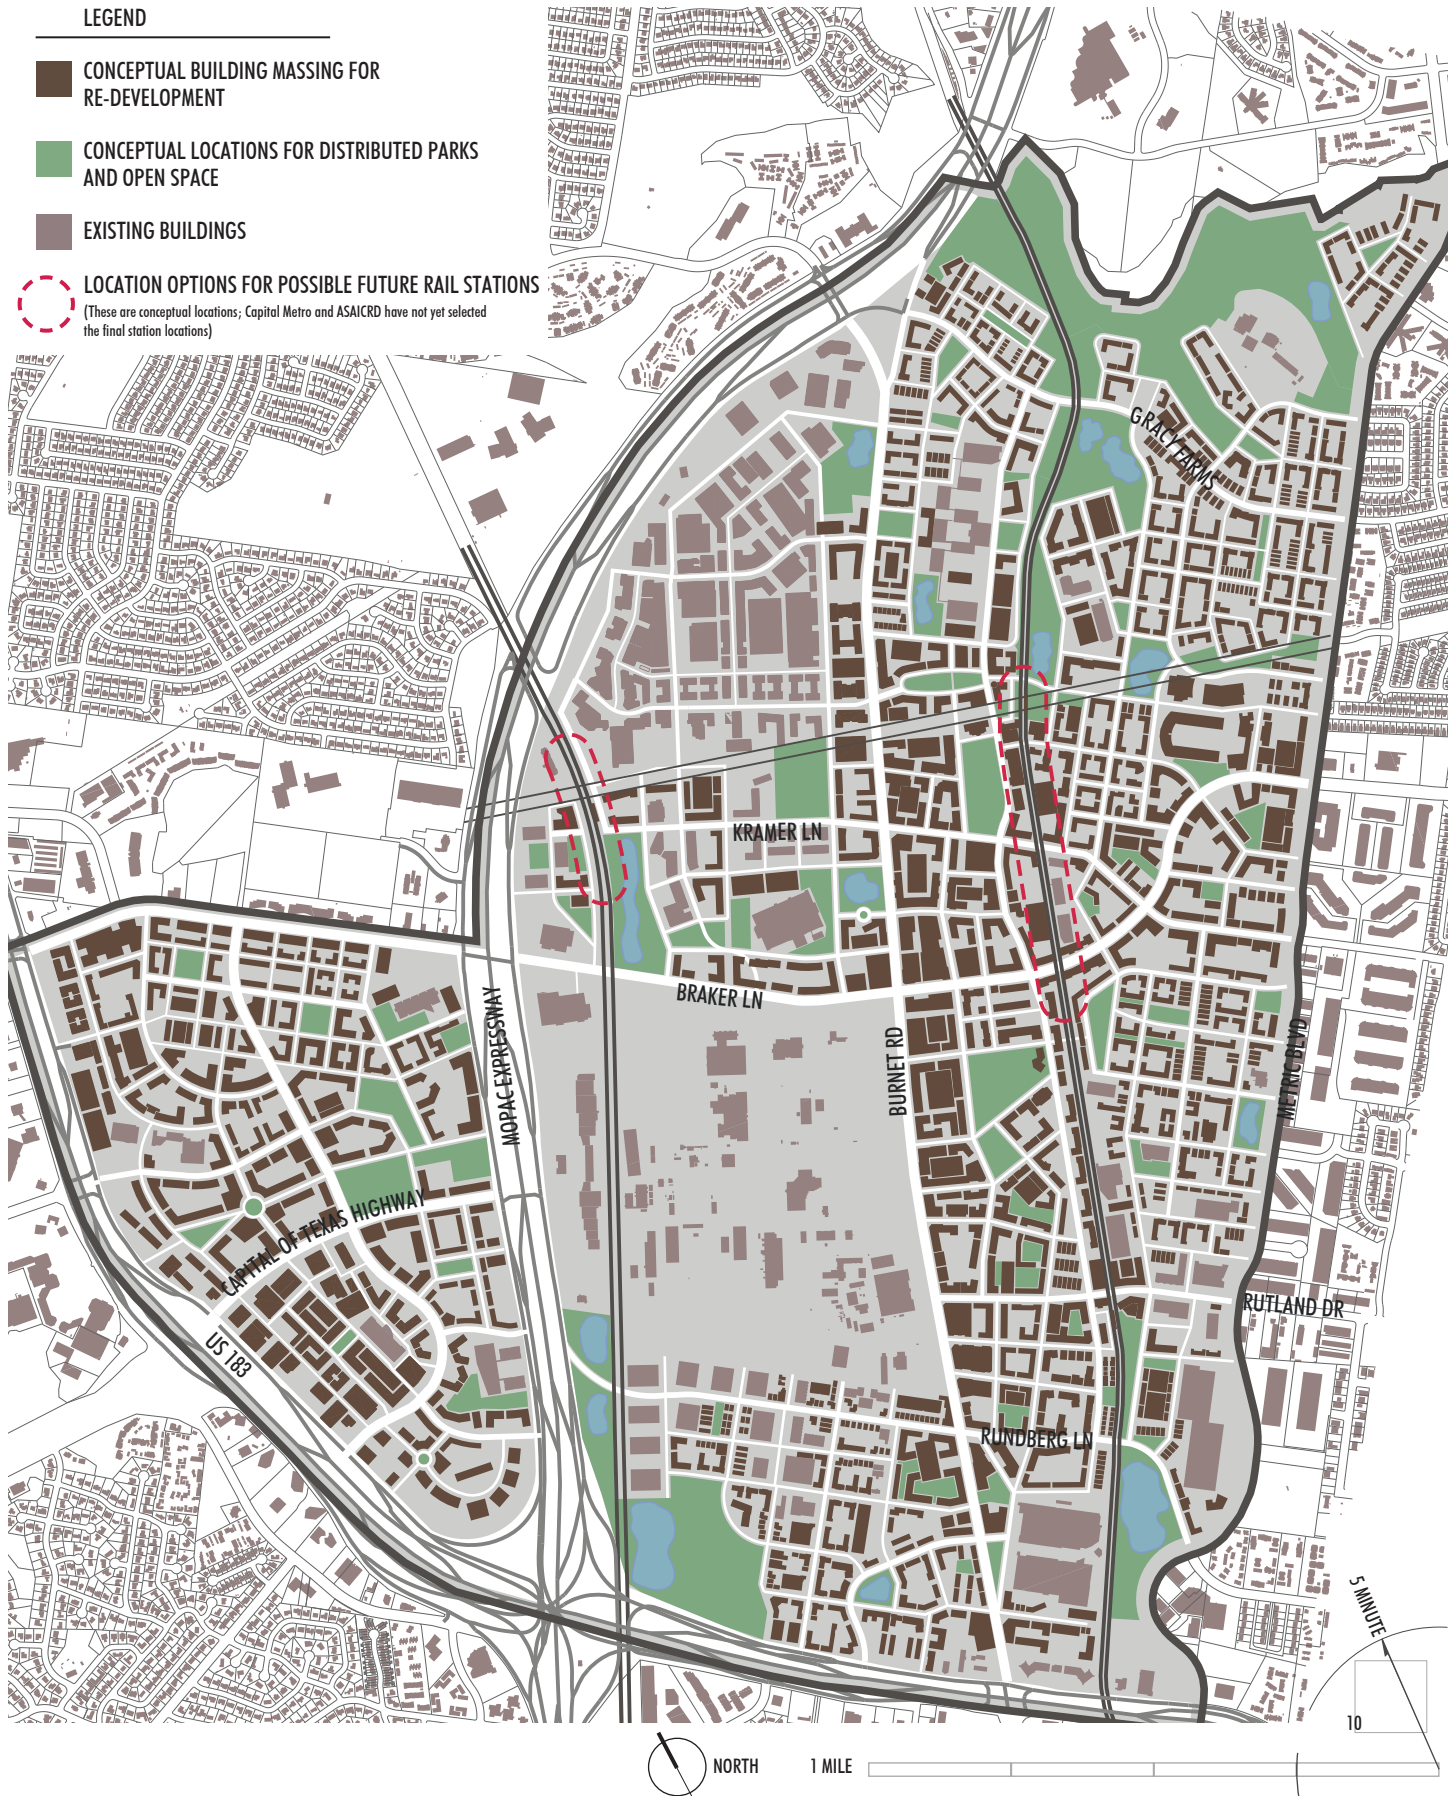 LEGEND
CONCEPTUAL BUILDING MASSING FOR
RE-DEVELOPMENT
CONCEPTUAL LOCATIONS FOR DISTRIBUTED PARKS
AND OPEN SPACE
EXISTING BUILDINGS
LOCATION OPTIONS FOR POSSIBLE FUTURE RAIL STATIONS
(These are conceptual locations; Capital Metro and ASAICRD have not yet selected
the final station locations)
GRACY FARMS
KRAMER LN
BRAKER LN
MOPAC EXPRESSWAY
BURNET RD
METRIC BLVD
CAPITAL OF TEXAS HIGHWAY
US 183
RUTLAND DR
RUNDBERG LN
5 MINUTE
10
NORTH
1 MILE